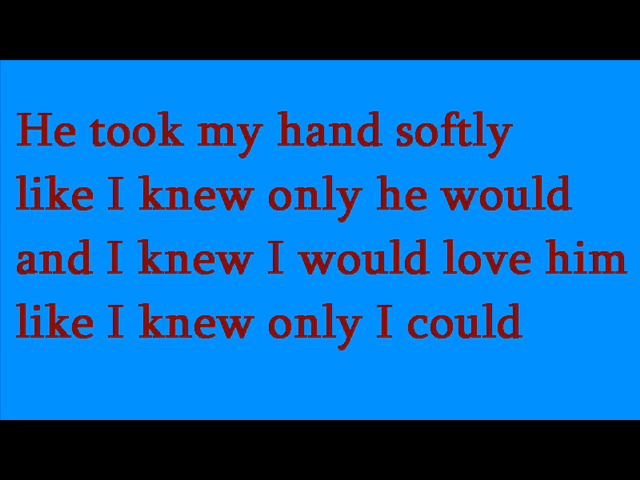 He took my hand softly
like I knew only he would
and I knew I would love him
like I knew only I could